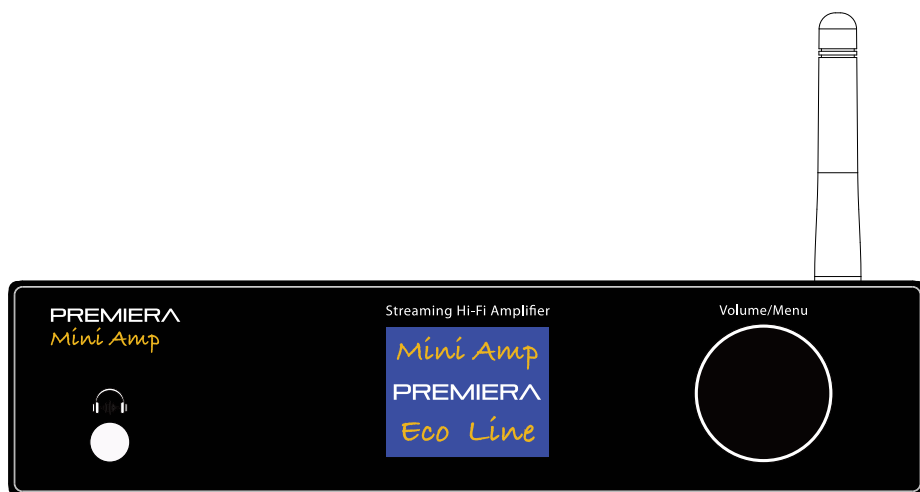 PREMIERA
Mini Amp
Streaming Hi-Fi Amplifier
Mini Amp
PREMIERA
Eco Line
Volume/Menu